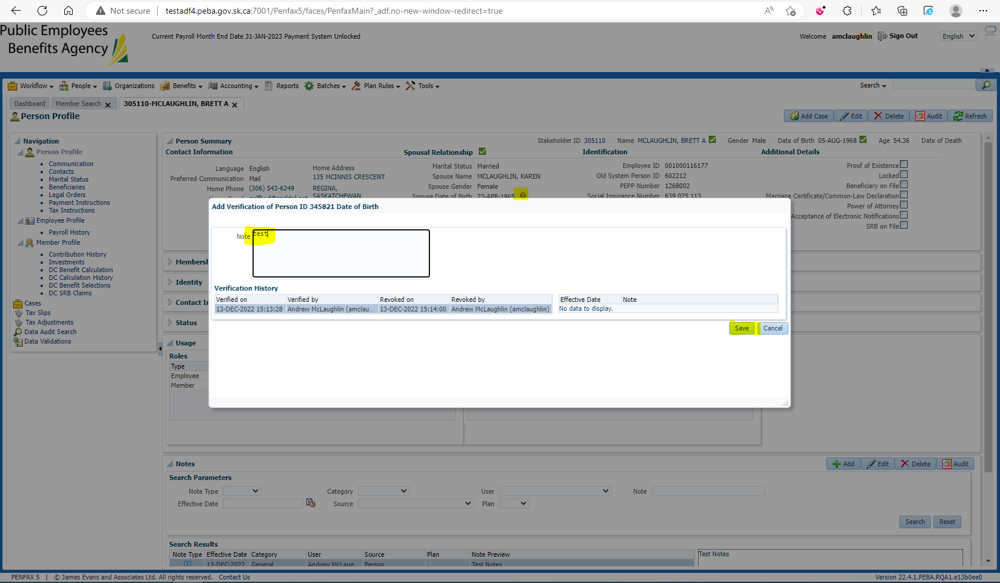 Not secure | testadf4.peba.gov.sk.ca:7001/Penfax5/faces/PenfaxMain?_adf.no-new-window-redirect=true
Public Employees
Benefits Agency
Current Payroll Month End Date 31-JAN-2023 Payment System Unlocked
Welcome amclaughlin Sign Out English
Workflow People Organizations Benefits Accounting Reports Batches Plan Rules Tools Search
Dashboard Member Search 305110-MCLAUGHLIN, BRETT A
Person Profile
Add Case Edit Delete Audit Refresh
Navigation
Person Profile
Communication
Contacts
Marital Status
Beneficiaries
Legal Orders
Payment Instructions
Tax Instructions
Employee Profile
Payroll History
Member Profile
Contribution History
Investments
DC Benefit Calculation
DC Calculation History
DC Benefit Selections
DC SRB Claims
Cases
Tax Slips
Tax Adjustments
Data Audit Search
Data Validations
Person Summary
Stakeholder ID 305110 Name MCLAUGHLIN, BRETT A Gender Male Date of Birth 05-AUG-1968 Age 54.36 Date of Death
Contact Information
Language English
Preferred Communication Mail
Home Phone (306) 543-6249
Home Address
135 MCINNIS CRESCENT
REGINA,
SASKATCHEWAN
Spousal Relationship
Marital Status Married
Spouse Name MCLAUGHLIN, KAREN
Spouse Gender Female
Spouse Date of Birth 23-APR-1965
Identification
Employee ID 001000116177
Old System Person ID 602212
PEPP Number 1268002
Social Insurance Number 639 025 113
Additional Details
Proof of Existence
Locked
Beneficiary on File
Marriage Certificate/Common-Law Declaration
Power of Attorney
Acceptance of Electronic Notifications
SRB on File
Add Verification of Person ID 345821 Date of Birth
Note test
Verification History
Verified on Verified by Revoked on Revoked by
13-DEC-2022 15:13:28 Andrew McLaughlin (amclau... 13-DEC-2022 15:14:00 Andrew McLaughlin (amclaughlin)
Effective Date Note
No data to display.
Save Cancel
Membersh
Identity
Contact In
Status
Usage
Roles
Type
Employee
Member
Notes
Add Edit Delete Audit
Search Parameters
Note Type Category User Note
Effective Date Source Plan
Search Reset
Search Results
Note Type Effective Date Category User Source Plan Note Preview
13-DEC-2022 General Andrew McLaug Person Test Notes
Test Notes
PENFAX 5 | © James Evans and Associates Ltd. All rights reserved. Contact Us
Version 22.4.1.PEBA.RQA1.e13b0ee0